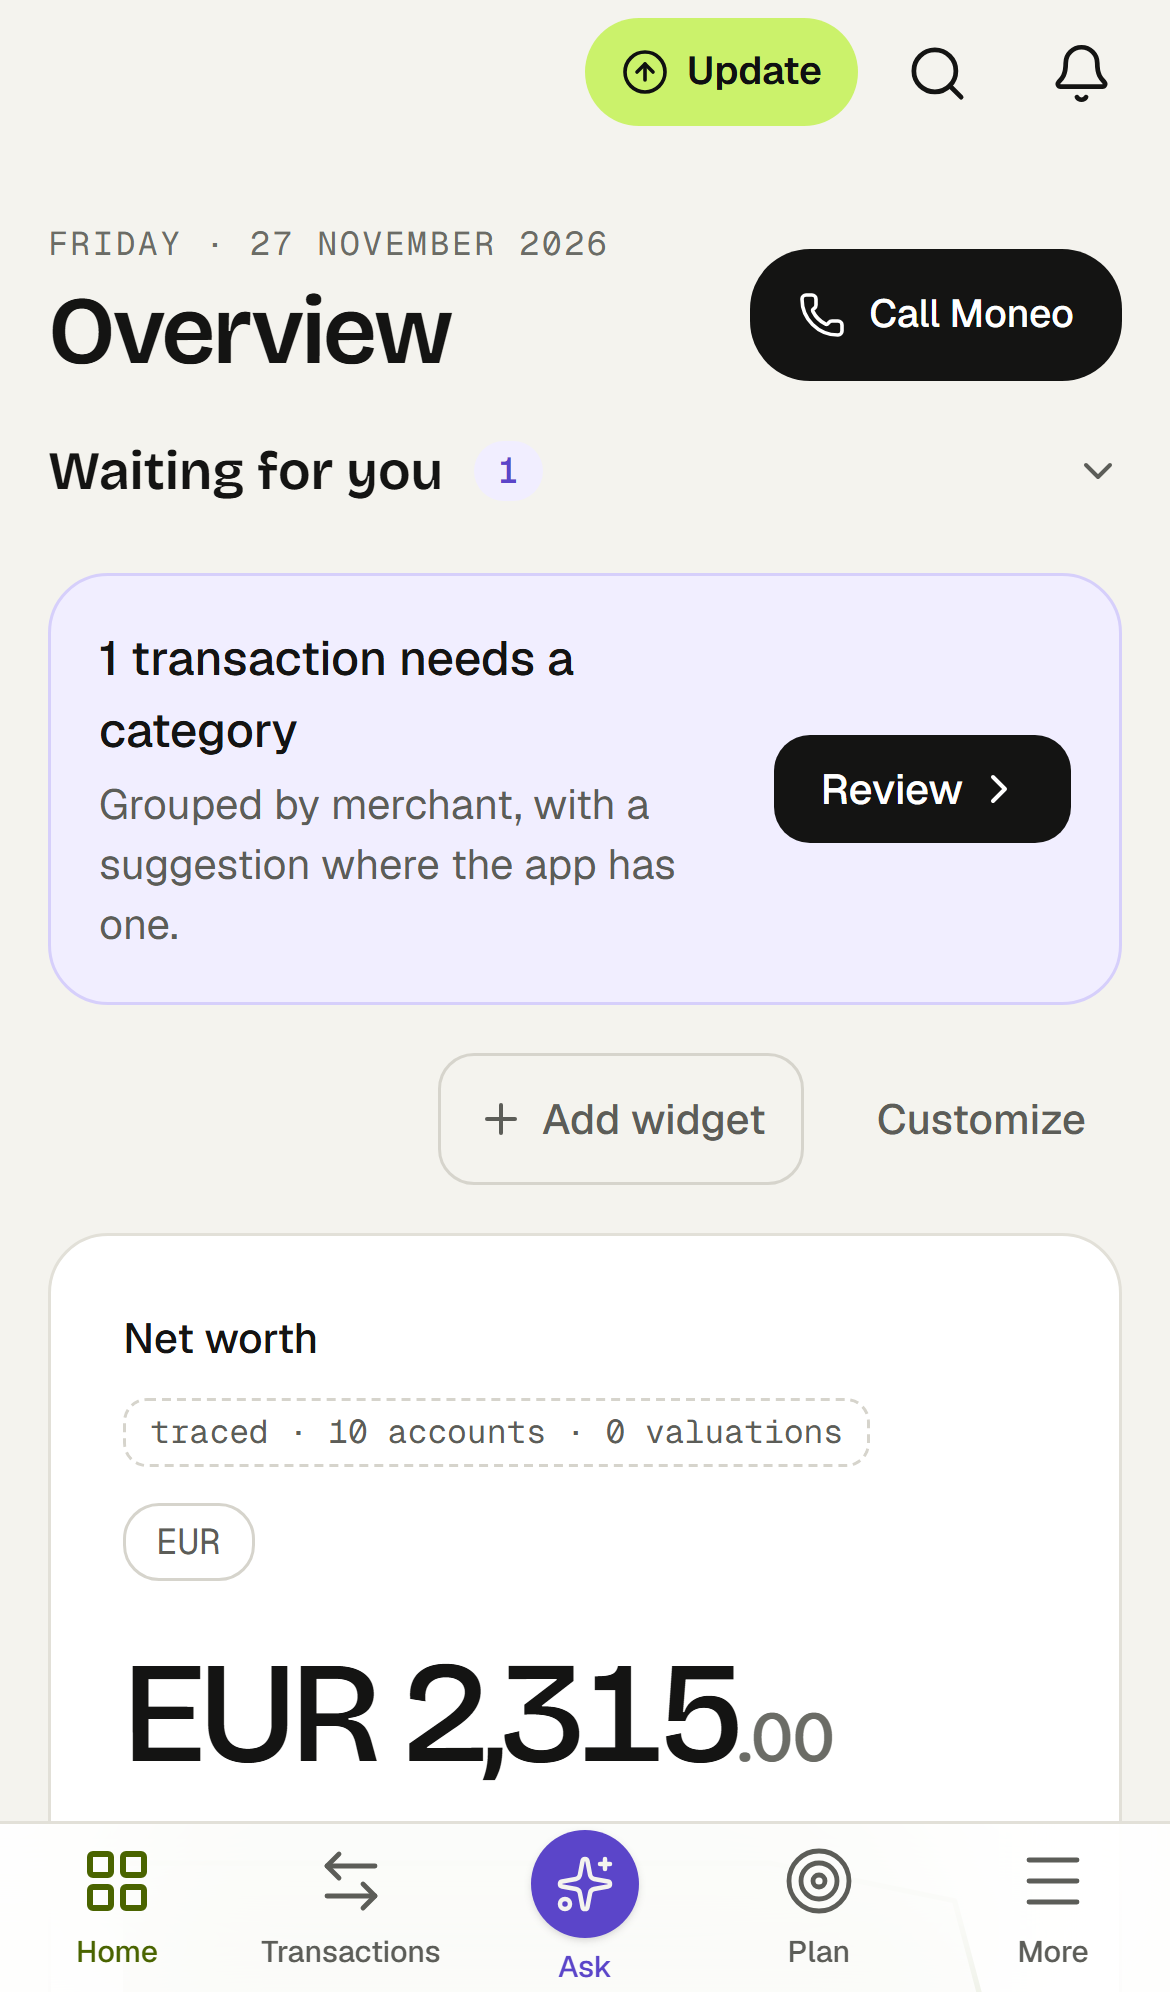 Update
FRIDAY · 27 NOVEMBER 2026
Overview
Call Moneo
Waiting for you 1
1 transaction needs a
category
Grouped by merchant, with a
suggestion where the app has
one.
Review
Add widget
Customize
Net worth
traced · 10 accounts · 0 valuations
EUR
EUR 2,315.00
Home
Transactions
Ask
Plan
More